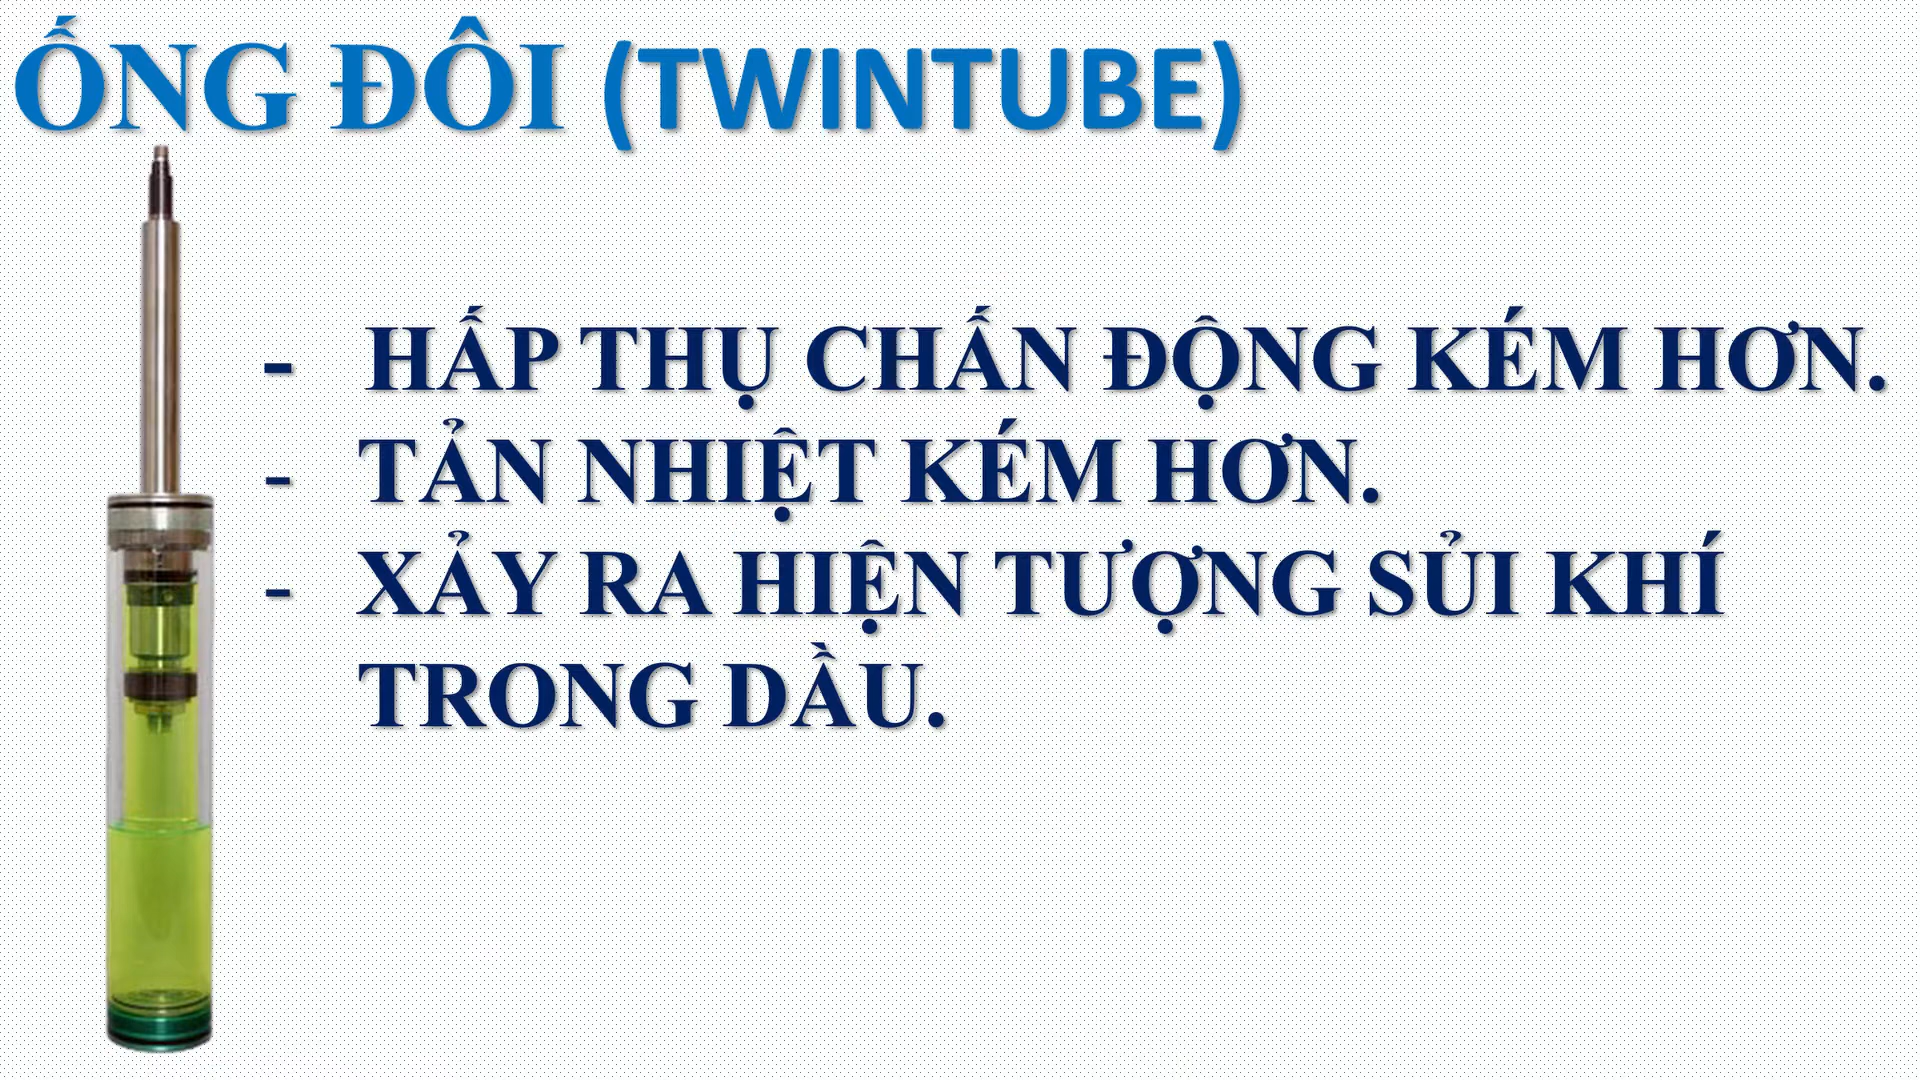 ỐNG ĐÔI (TWINTUBE)
- HẤP THỤ CHẤN ĐỘNG KÉM HƠN.
- TẢN NHIỆT KÉM HƠN.
- XẢY RA HIỆN TƯỢNG SỦI KHÍ
TRONG DẦU.